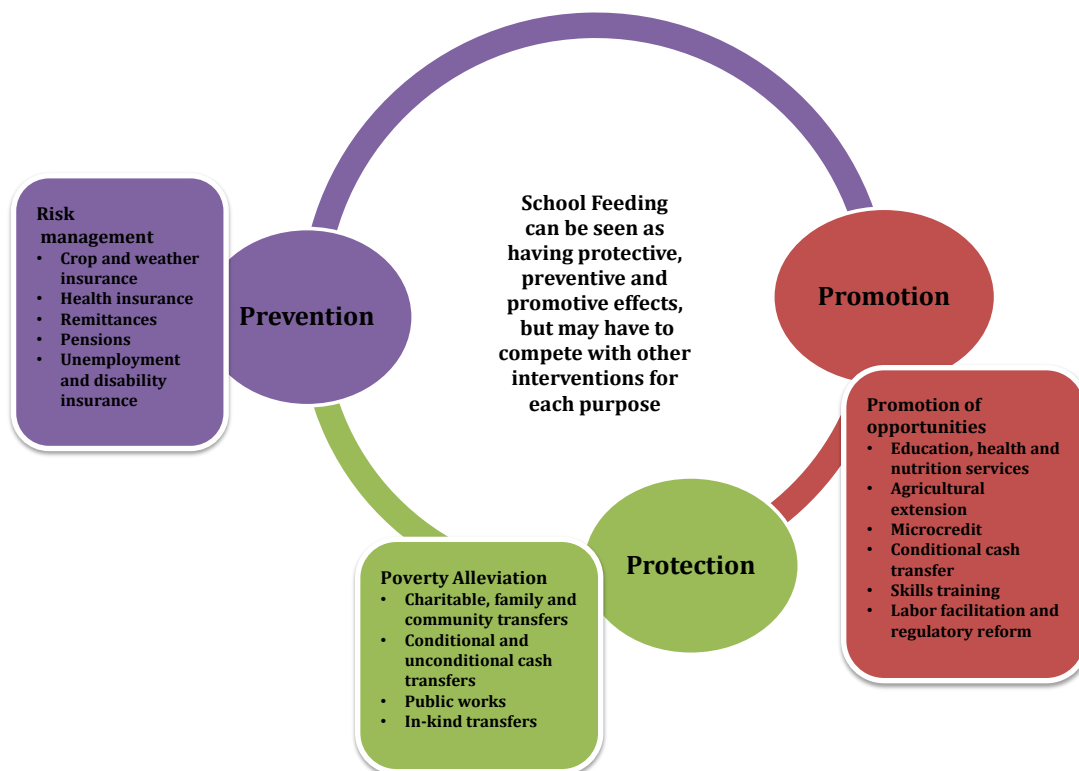 School Feeding
can be seen as
having protective,
preventive and
promotive effects,
but may have to
compete with other
interventions for
each purpose
Prevention
Risk
management
• Crop and weather
insurance
• Health insurance
• Remittances
• Pensions
• Unemployment
and disability
insurance
Promotion
Promotion of
opportunities
• Education, health and
nutrition services
• Agricultural
extension
• Microcredit
• Conditional cash
transfer
• Skills training
• Labor facilitation and
regulatory reform
Protection
Poverty Alleviation
• Charitable, family and
community transfers
• Conditional and
unconditional cash
transfers
• Public works
• In-kind transfers